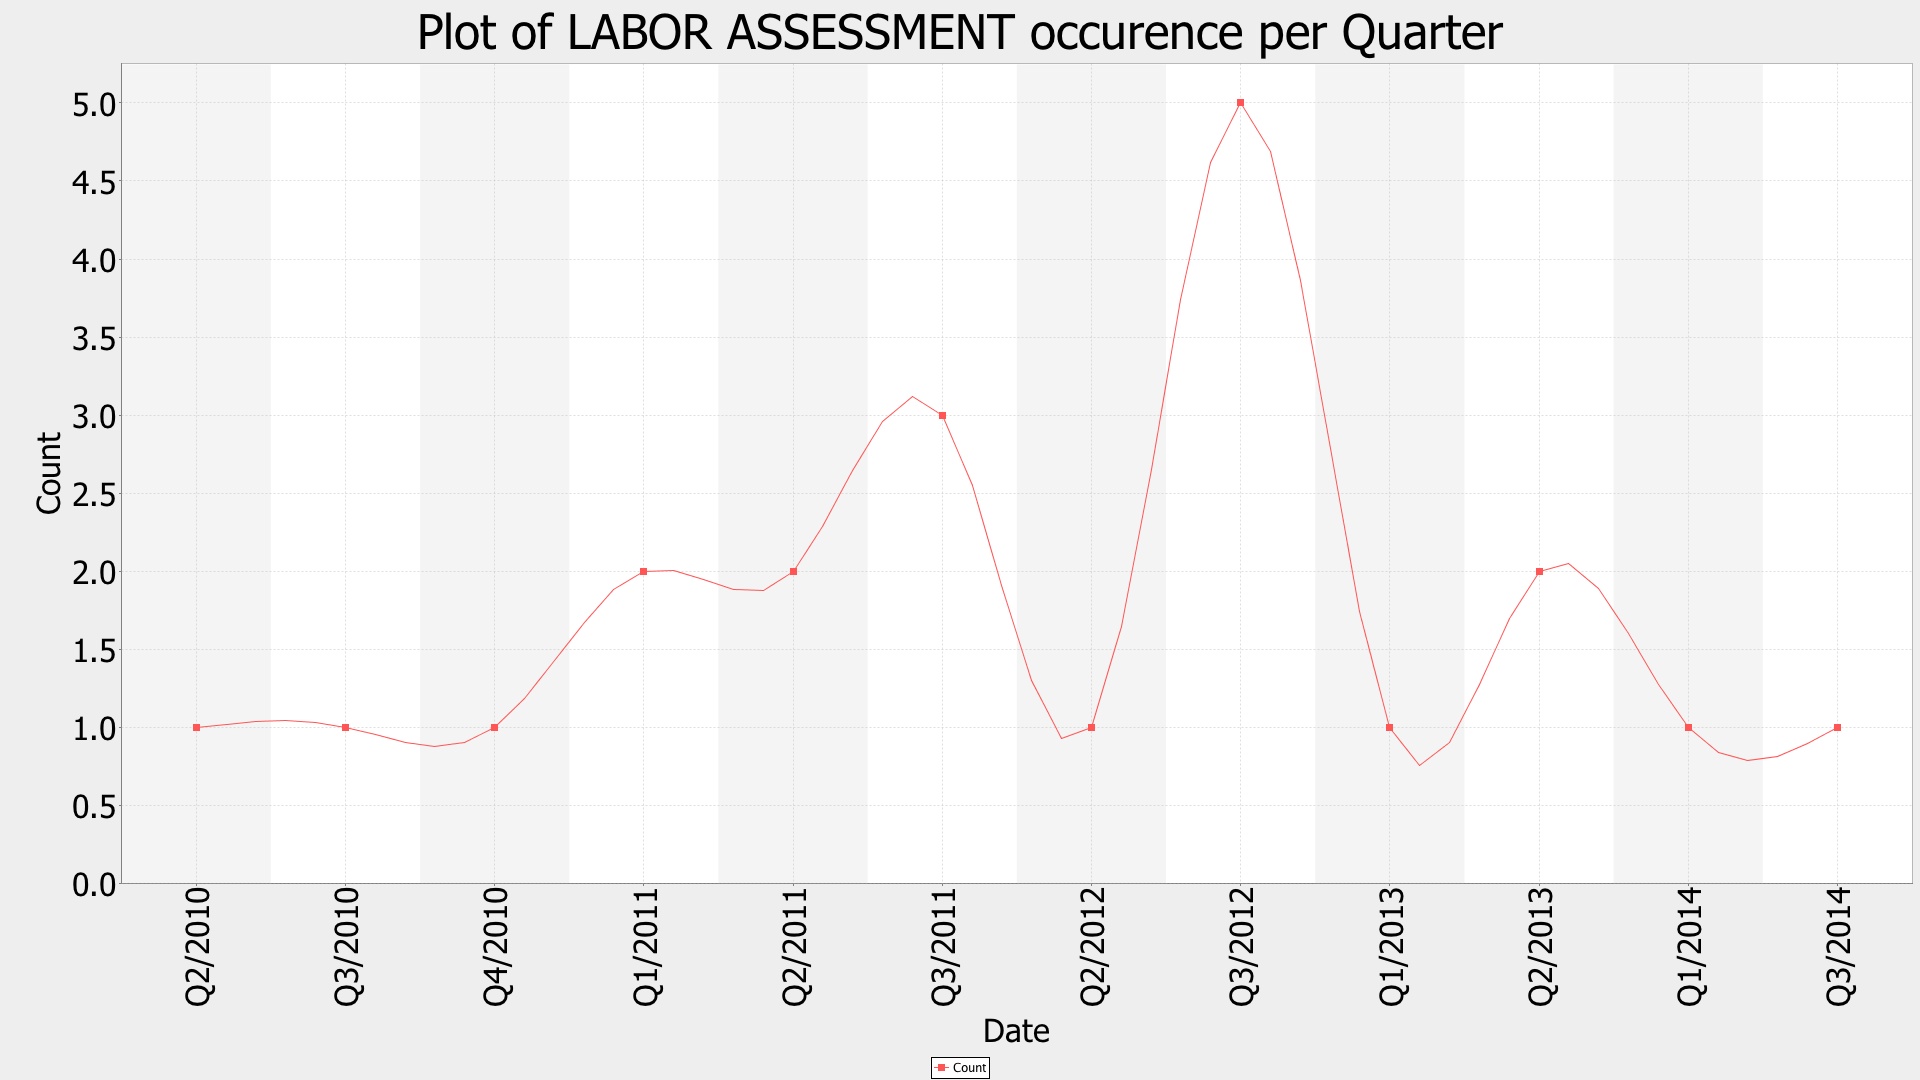 Plot of LABOR ASSESSMENT occurence per Quarter
5.0
4.5
4.0
3.5
3.0
2.5
2.0
1.5
1.0
0.5
0.0
Count
Q2/2010
Q3/2010
Q4/2010
Q1/2011
Q2/2011
Q3/2011
Q2/2012
Q3/2012
Q1/2013
Q2/2013
Q1/2014
Q3/2014
Date
Count